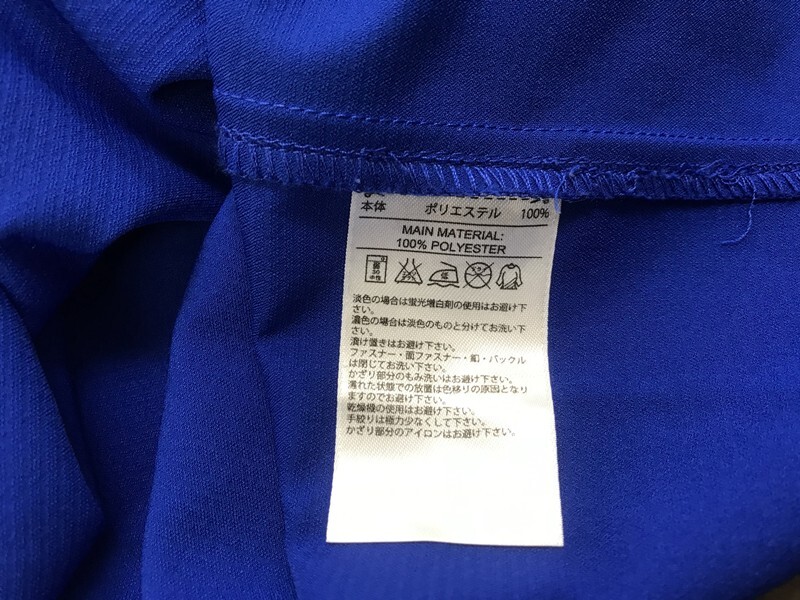 本体 ポリエステル 100%
MAIN MATERIAL:
100% POLYESTER
淡色の場合は蛍光増白剤の使用はお避け下
さい。
濃色の場合は淡色のものと分けてお洗い下
さい。
漬け置きはお避け下さい。
ファスナー・面ファスナー・釦・バックル
は閉じてお洗い下さい。
かざり部分のもみ洗いはお避け下さい。
濡れた状態での放置は色移りの原因となり
ますのでお避け下さい。
乾燥機の使用はお避け下さい。
手絞りは極力少なくして下さい。
かざり部分のアイロンはお避け下さい。